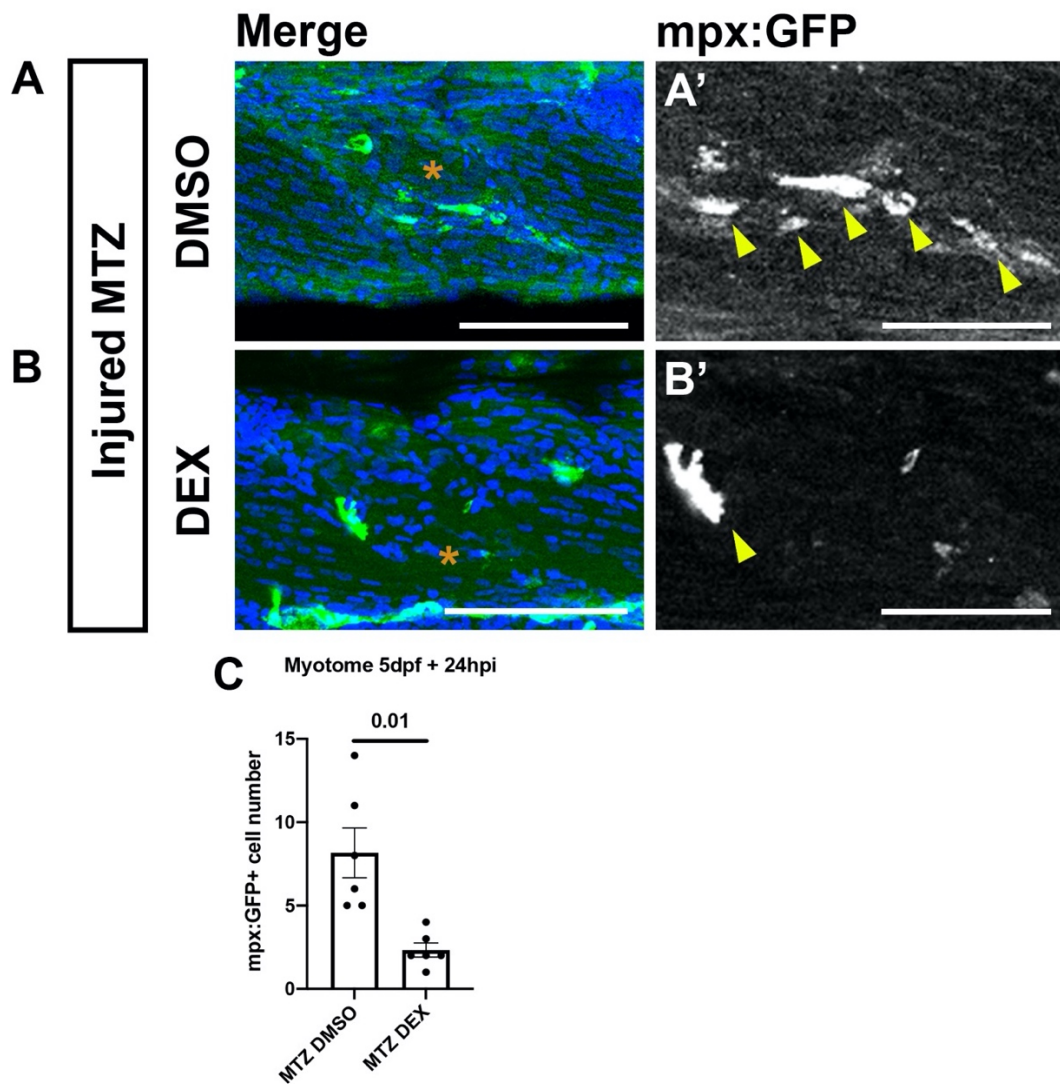 Merge
mpx:GFP
A
Injured MTZ
DMSO
*
A’
B
DEX
*
B’
C
Myotome 5dpf + 24hpi
0.01
mpx:GFP+ cell number
15
10
5
0
MTZ DMSO
MTZ DEX